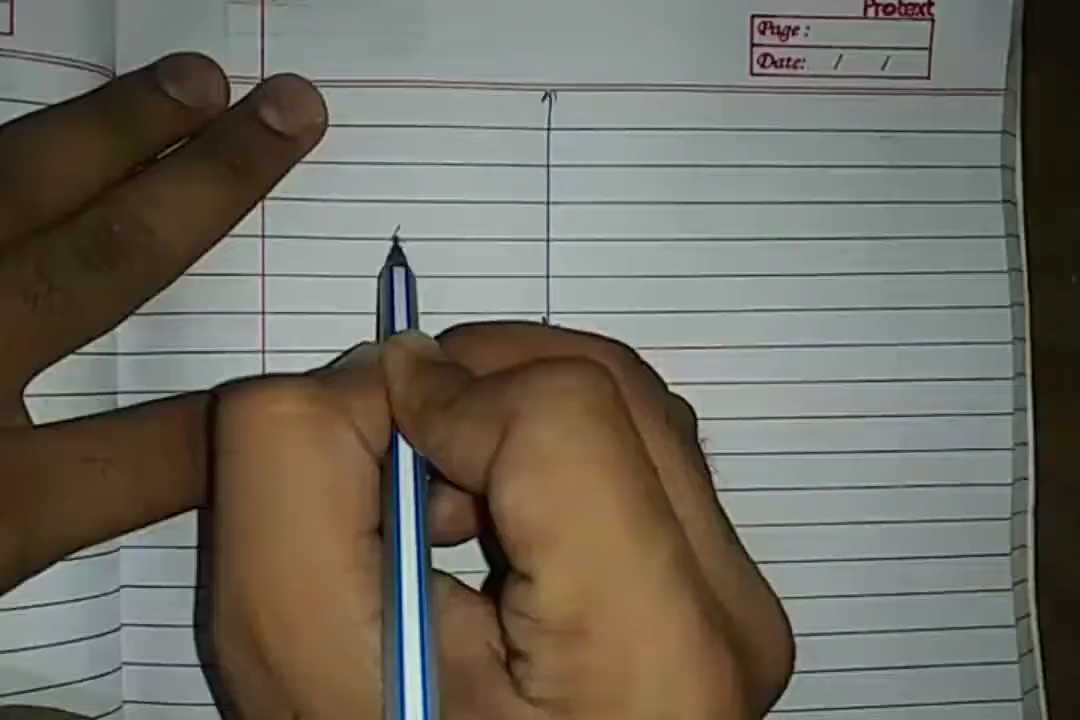 Protext
Page :
Date: / /